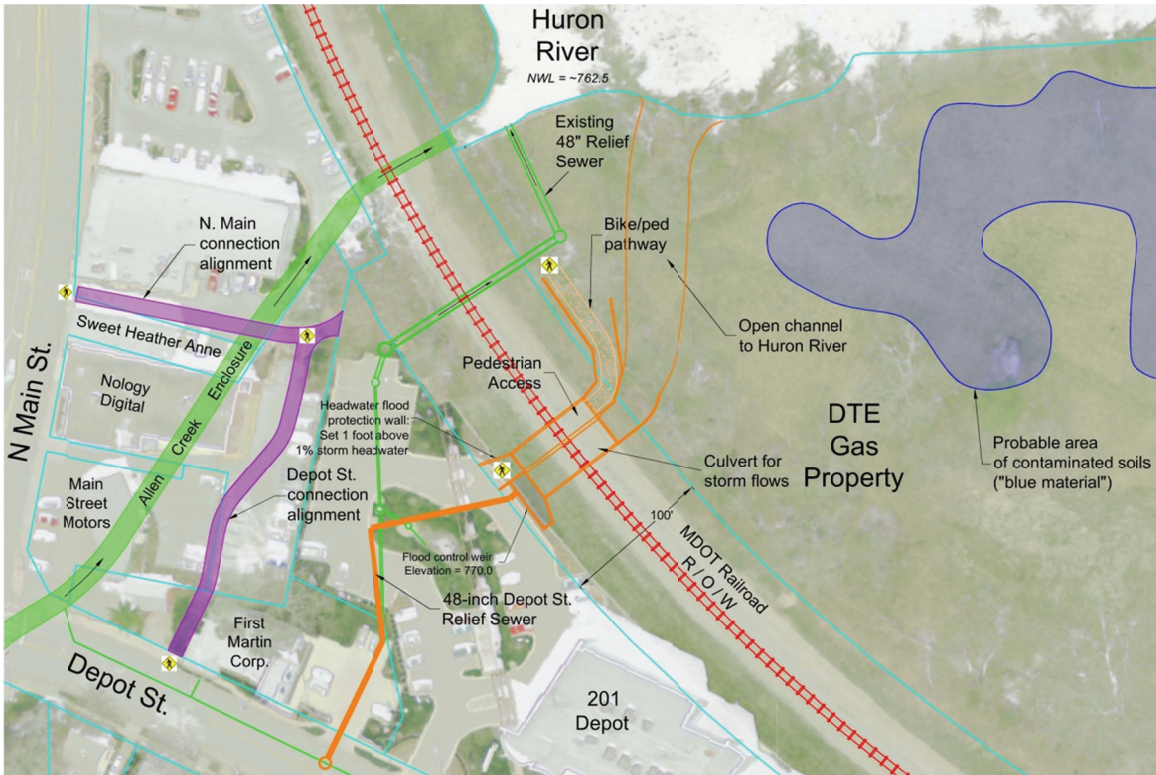 Huron
River
NWL = ~762.5
Existing
48" Relief
Sewer
N. Main
connection
alignment
Bike/ped
pathway
Sweet Heather Anne
Open channel
to Huron River
N Main St.
Nology
Digital
Allen Creek Enclosure
Pedestrian
Access
Headwater flood
protection wall:
Set 1 foot above
1% storm headwater
DTE
Gas
Property
Probable area
of contaminated soils
("blue material")
Culvert for
storm flows
Main
Street
Motors
Depot St.
connection
alignment
100'
MDOT Railroad
R / O / W
Flood control weir
Elevation = 770.0
48-inch Depot St.
Relief Sewer
First
Martin
Corp.
Depot St.
201
Depot